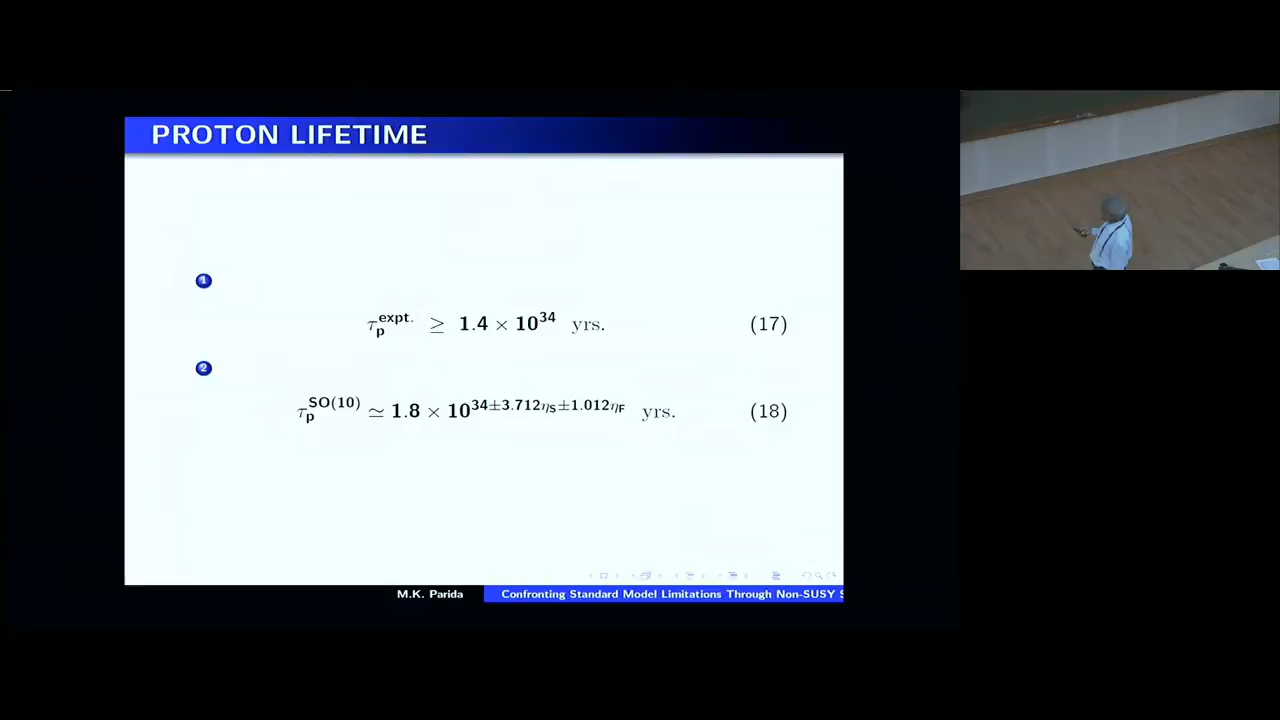 PROTON LIFETIME
1
τ_p^expt. ≥ 1.4 × 10^34 yrs. (17)
2
τ_p^SO(10) ≃ 1.8 × 10^34±3.712η_S±1.012η_F yrs. (18)
M.K. Parida Confronting Standard Model Limitations Through Non-SUSY S